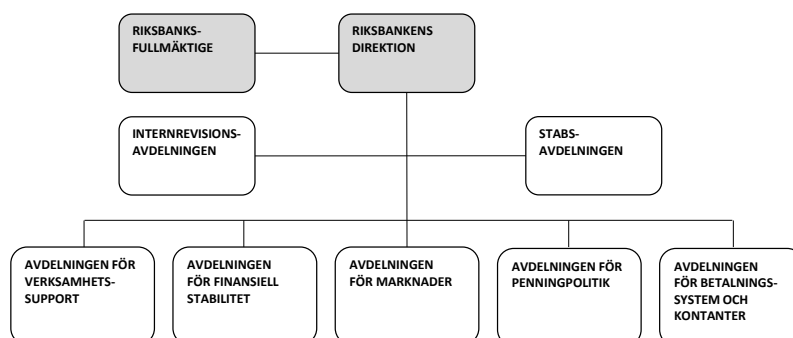 RIKSBANKS-
FULLMÄKTIGE
RIKSBANKENS
DIREKTION
INTERNREVISIONS-
AVDELNINGEN
STABS-
AVDELNINGEN
AVDELNINGEN FÖR
VERKSAMHETS-
SUPPORT
AVDELNINGEN
FÖR FINANSIELL
STABILITET
AVDELNINGEN
FÖR MARKNADER
AVDELNINGEN FÖR
PENNINGPOLITIK
AVDELNINGEN
FÖR BETALNINGS-
SYSTEM OCH
KONTANTER